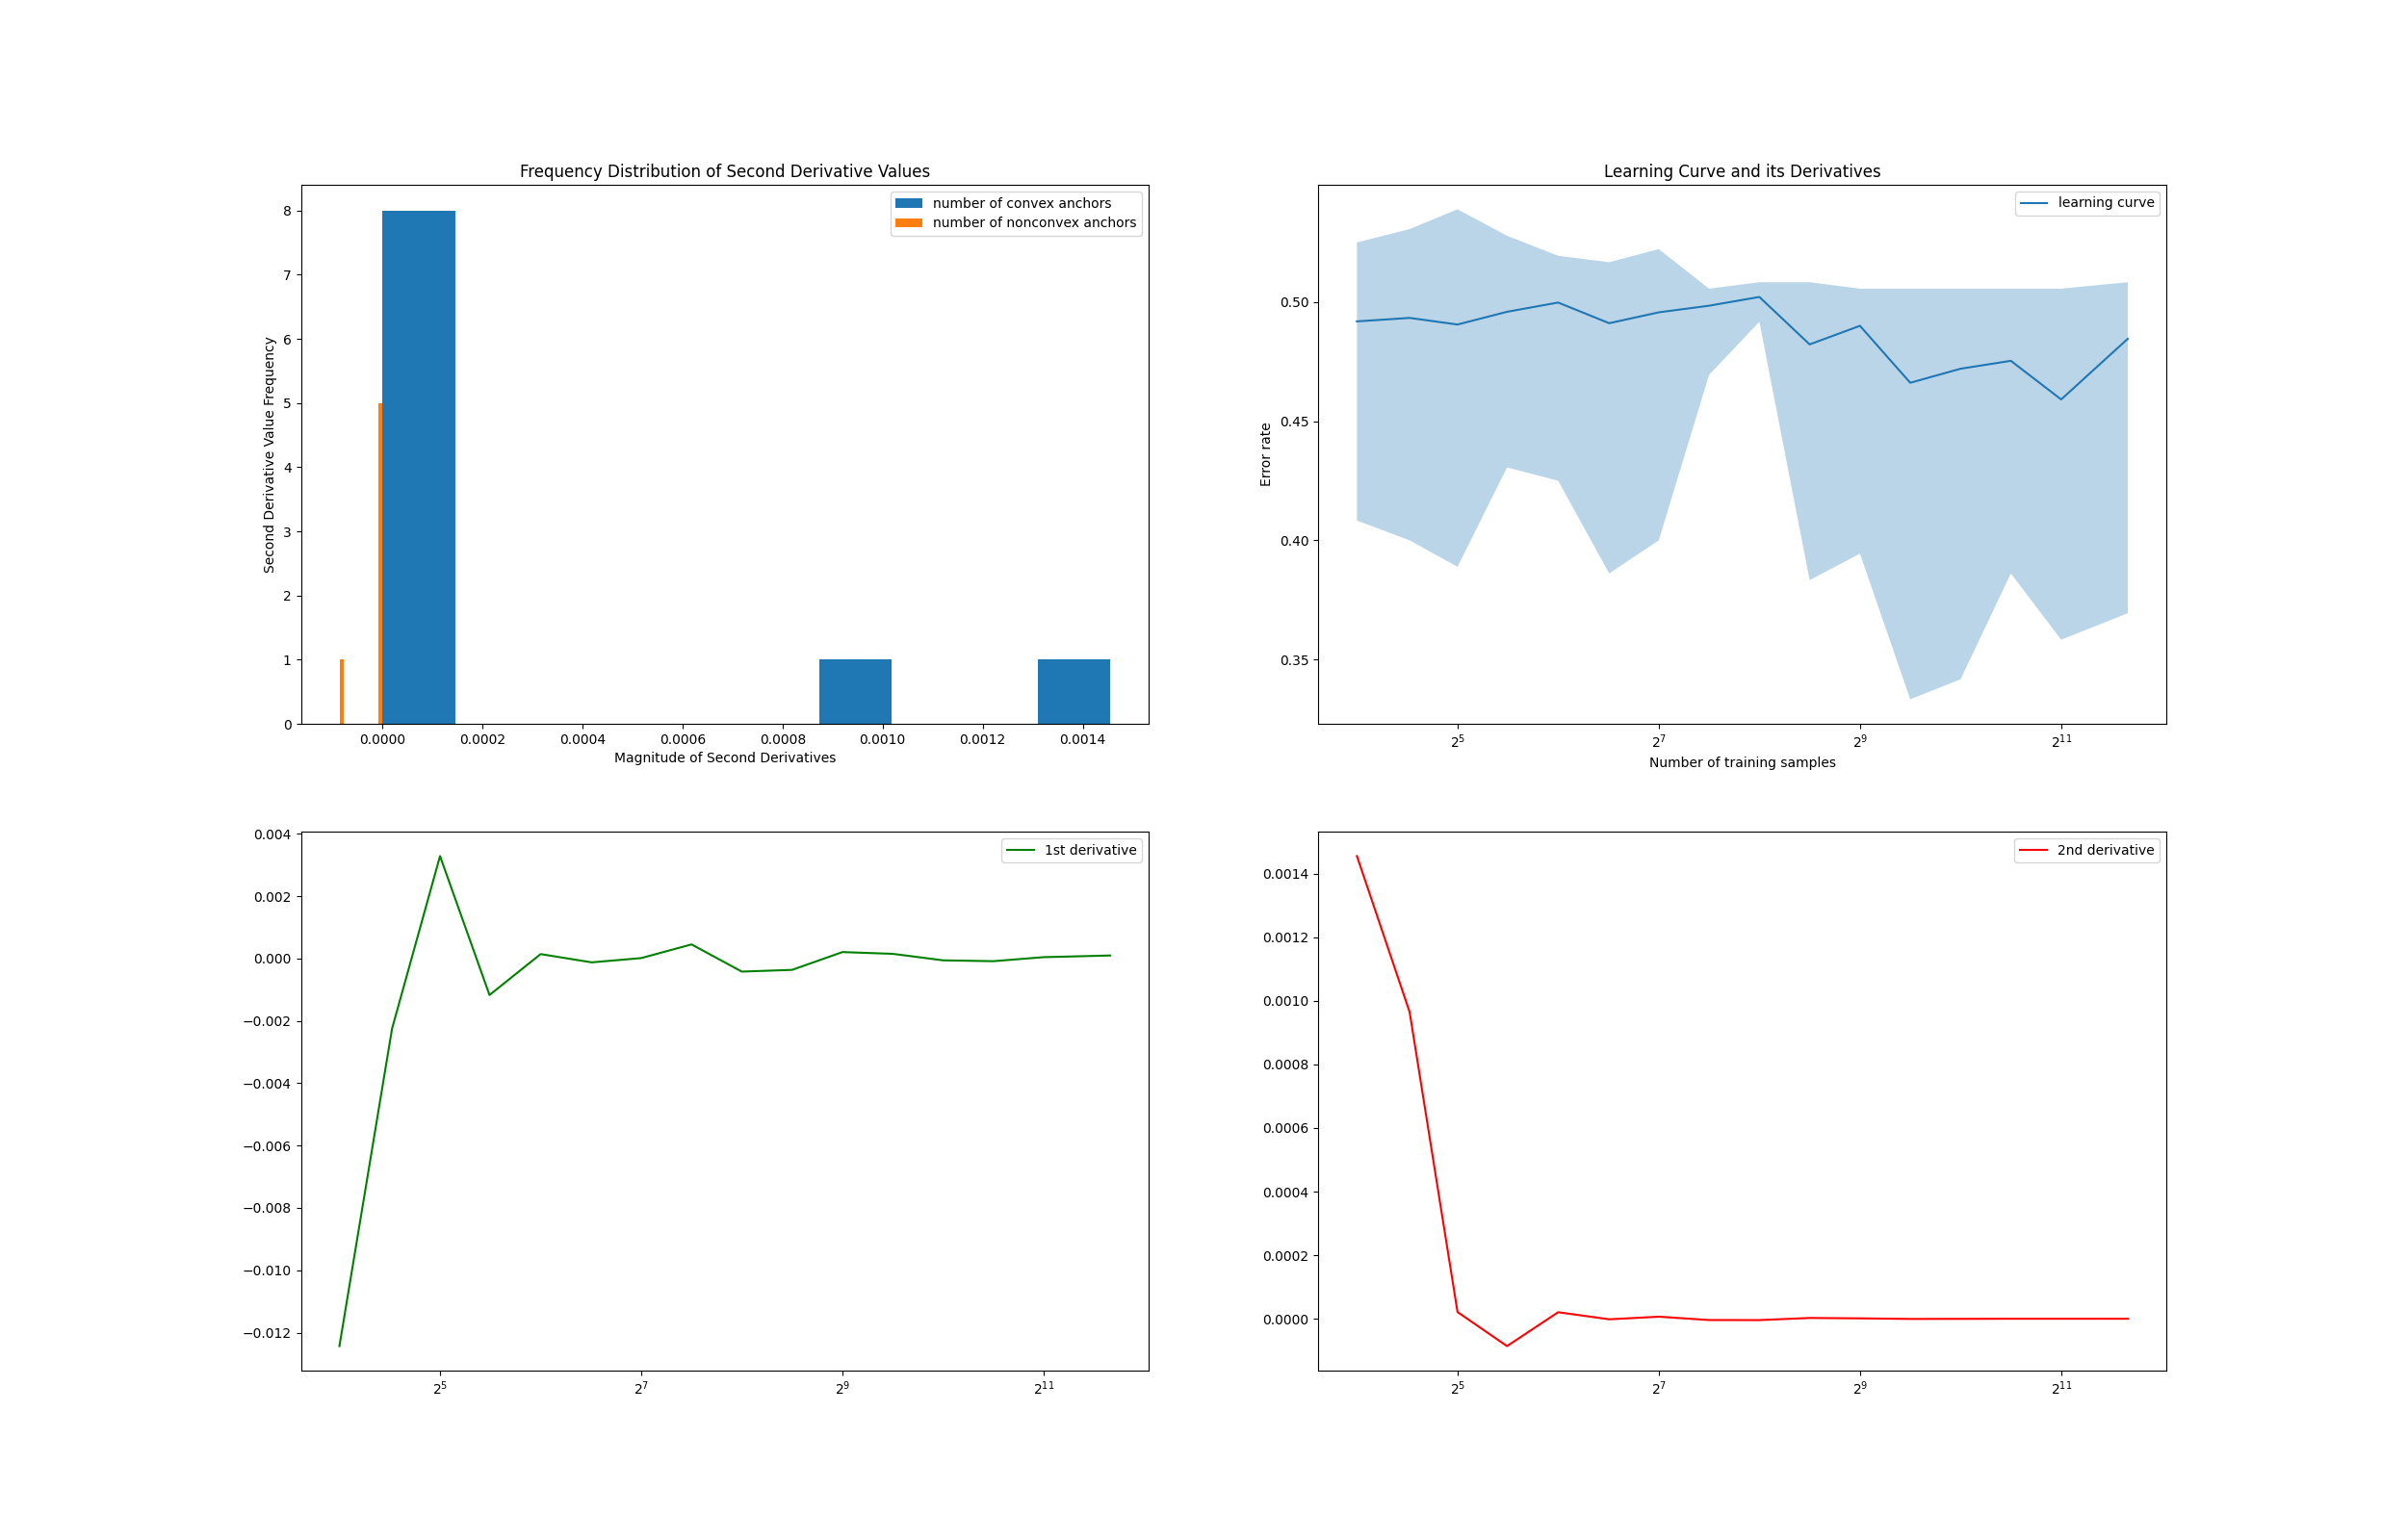 Frequency Distribution of Second Derivative Values
number of convex anchors
number of nonconvex anchors
Second Derivative Value Frequency
8
7
6
5
4
3
2
1
0
0.0000 0.0002 0.0004 0.0006 0.0008 0.0010 0.0012 0.0014
Magnitude of Second Derivatives
Learning Curve and its Derivatives
learning curve
Error rate
0.50
0.45
0.40
0.35
2^5 2^7 2^9 2^11
Number of training samples
1st derivative
0.004
0.002
0.000
−0.002
−0.004
−0.006
−0.008
−0.010
−0.012
2^5 2^7 2^9 2^11
2nd derivative
0.0014
0.0012
0.0010
0.0008
0.0006
0.0004
0.0002
0.0000
2^5 2^7 2^9 2^11